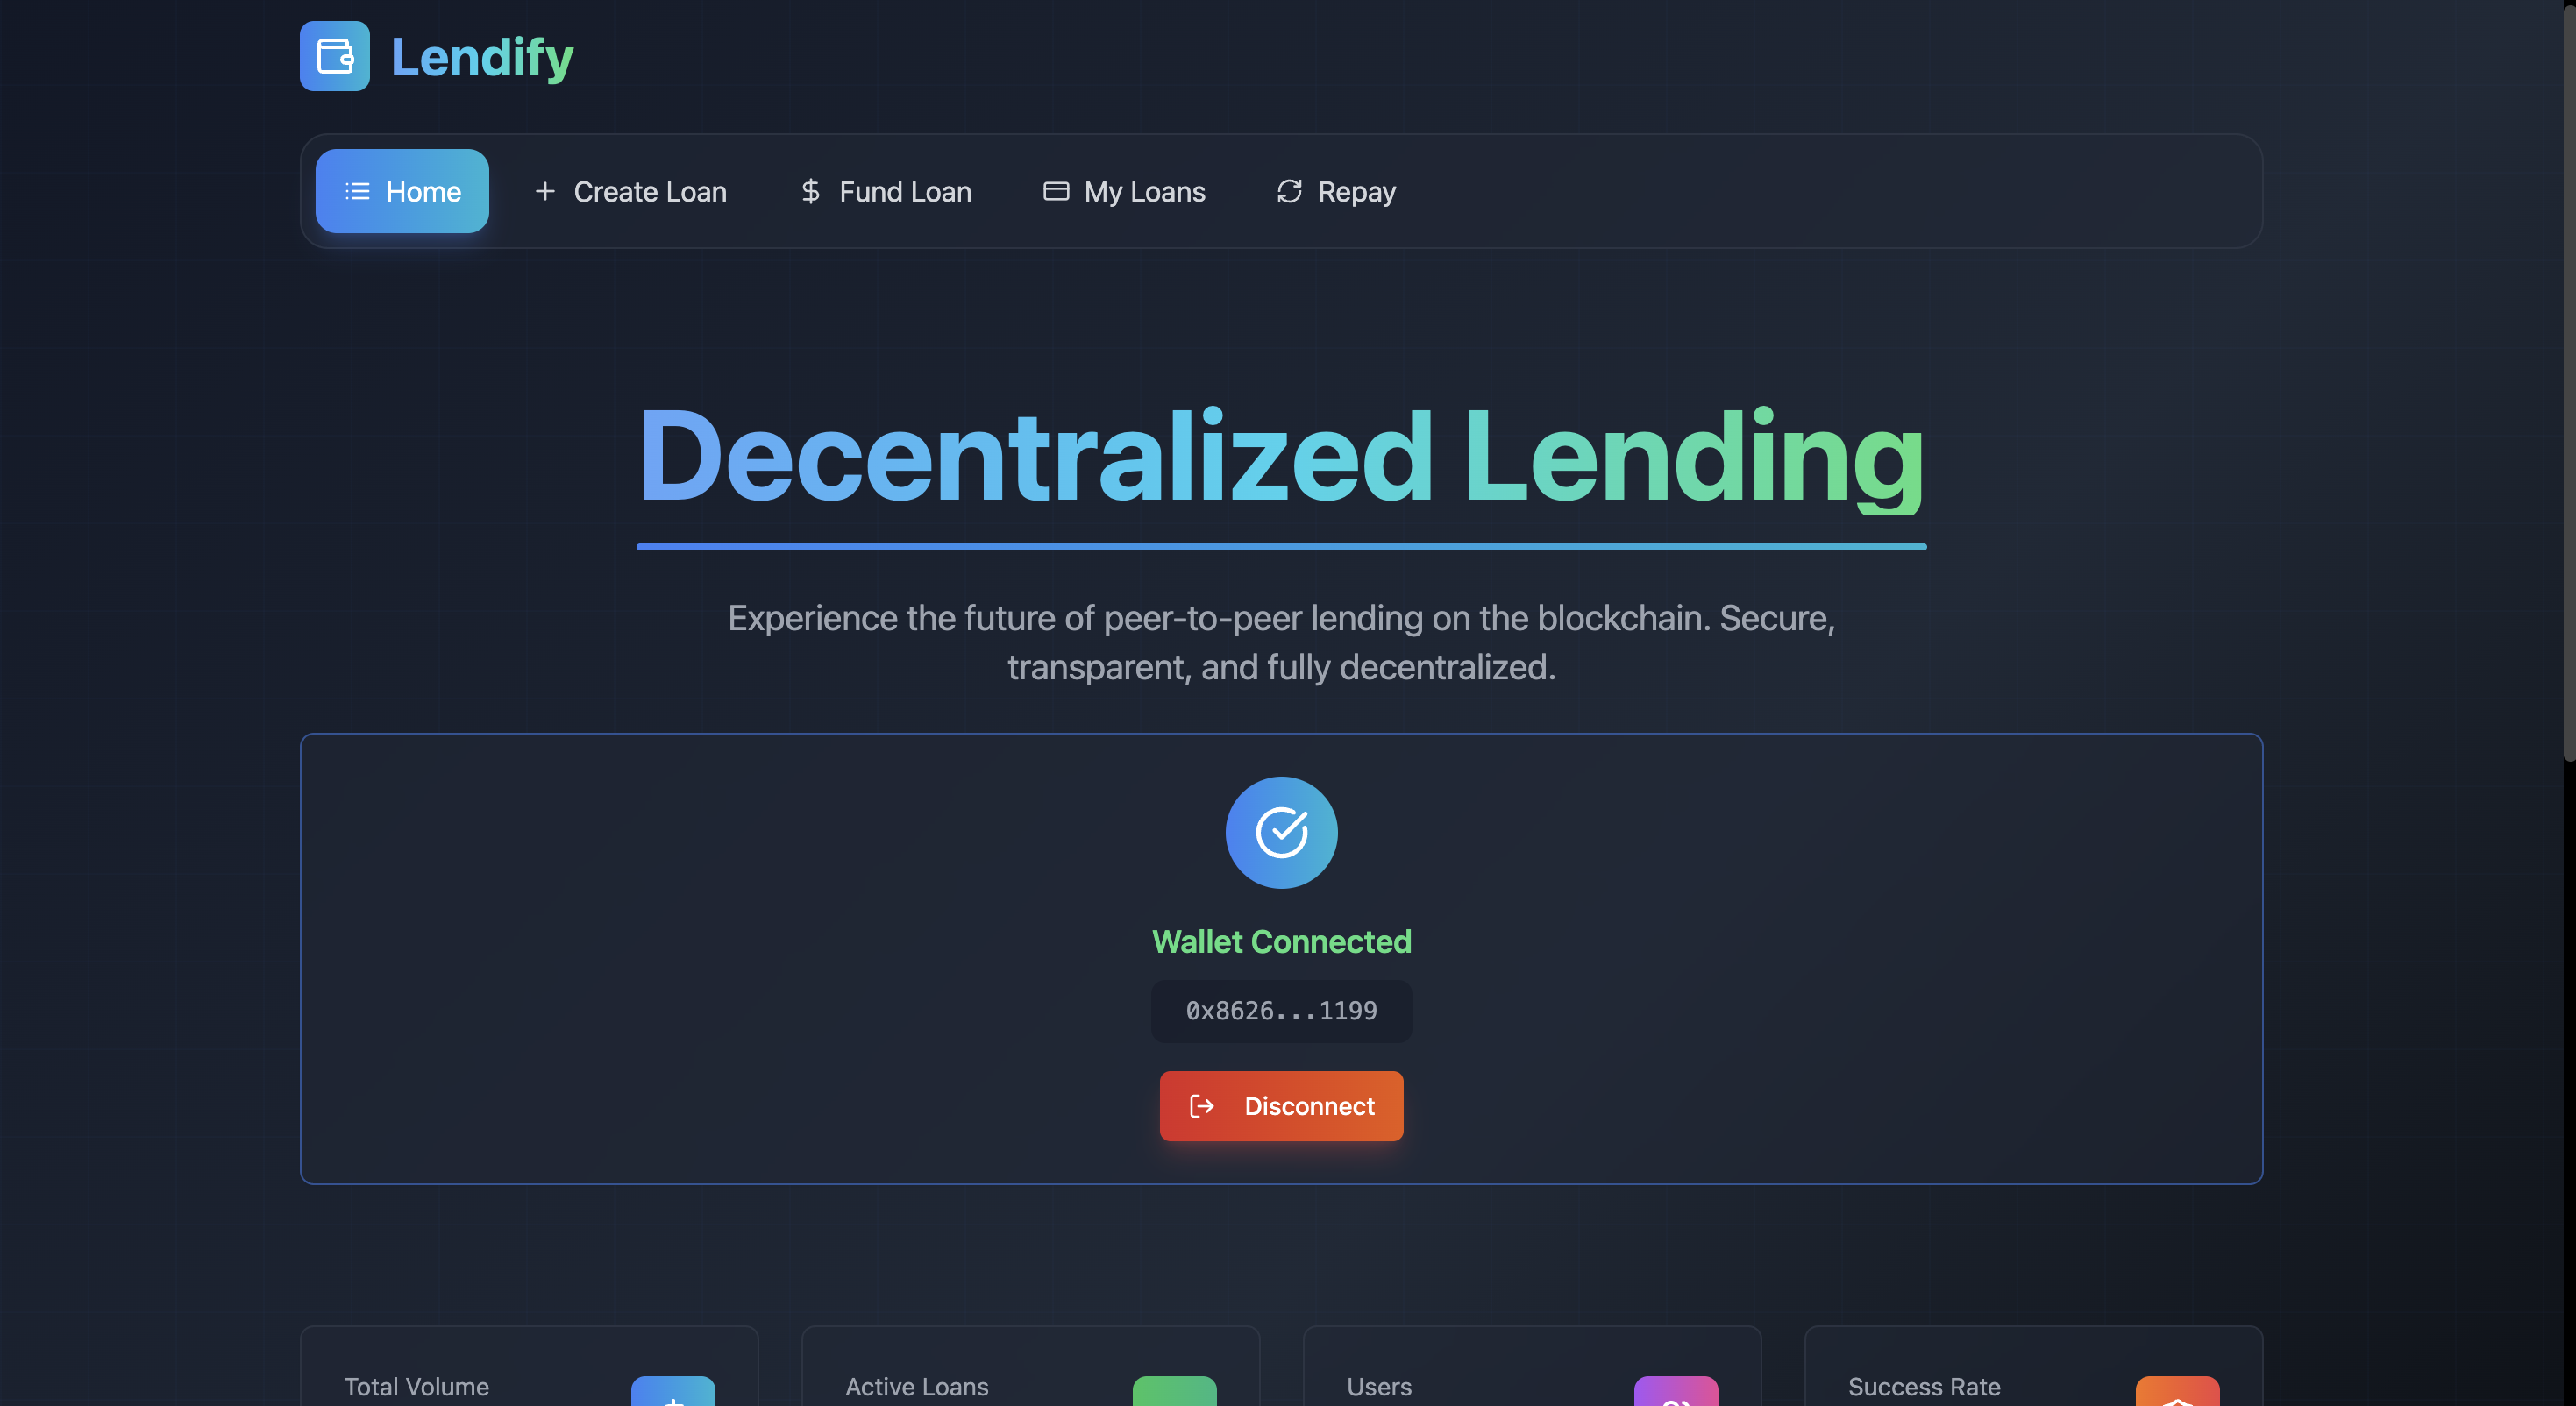 Lendify
Home
Create Loan
Fund Loan
My Loans
Repay
Decentralized Lending
Experience the future of peer-to-peer lending on the blockchain. Secure,
transparent, and fully decentralized.
Wallet Connected
0x8626...1199
Disconnect
Total Volume
Active Loans
Users
Success Rate